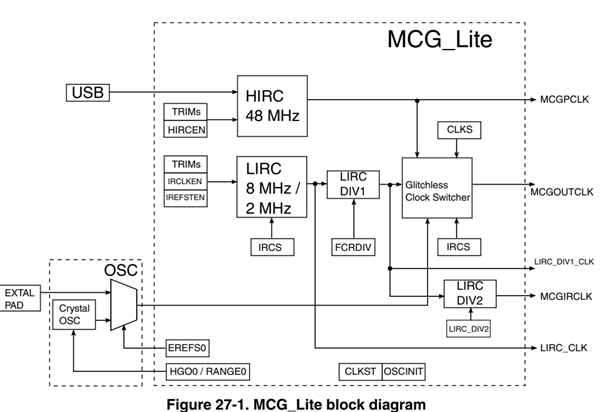 MCG_Lite
USB
HIRC
48 MHz
TRIMs
HIRCEN
MCGPCLK
CLKS
TRIMs
IRCLKEN
IREFSTEN
LIRC
8 MHz /
2 MHz
LIRC
DIV1
Glitchless
Clock Switcher
MCGOUTCLK
IRCS
FCRDIV
IRCS
OSC
LIRC_DIV1_CLK
EXTAL
PAD
Crystal
OSC
LIRC
DIV2
MCGIRCLK
LIRC_DIV2
EREFS0
LIRC_CLK
HGO0 / RANGE0
CLKST
OSCINIT
Figure 27-1. MCG_Lite block diagram